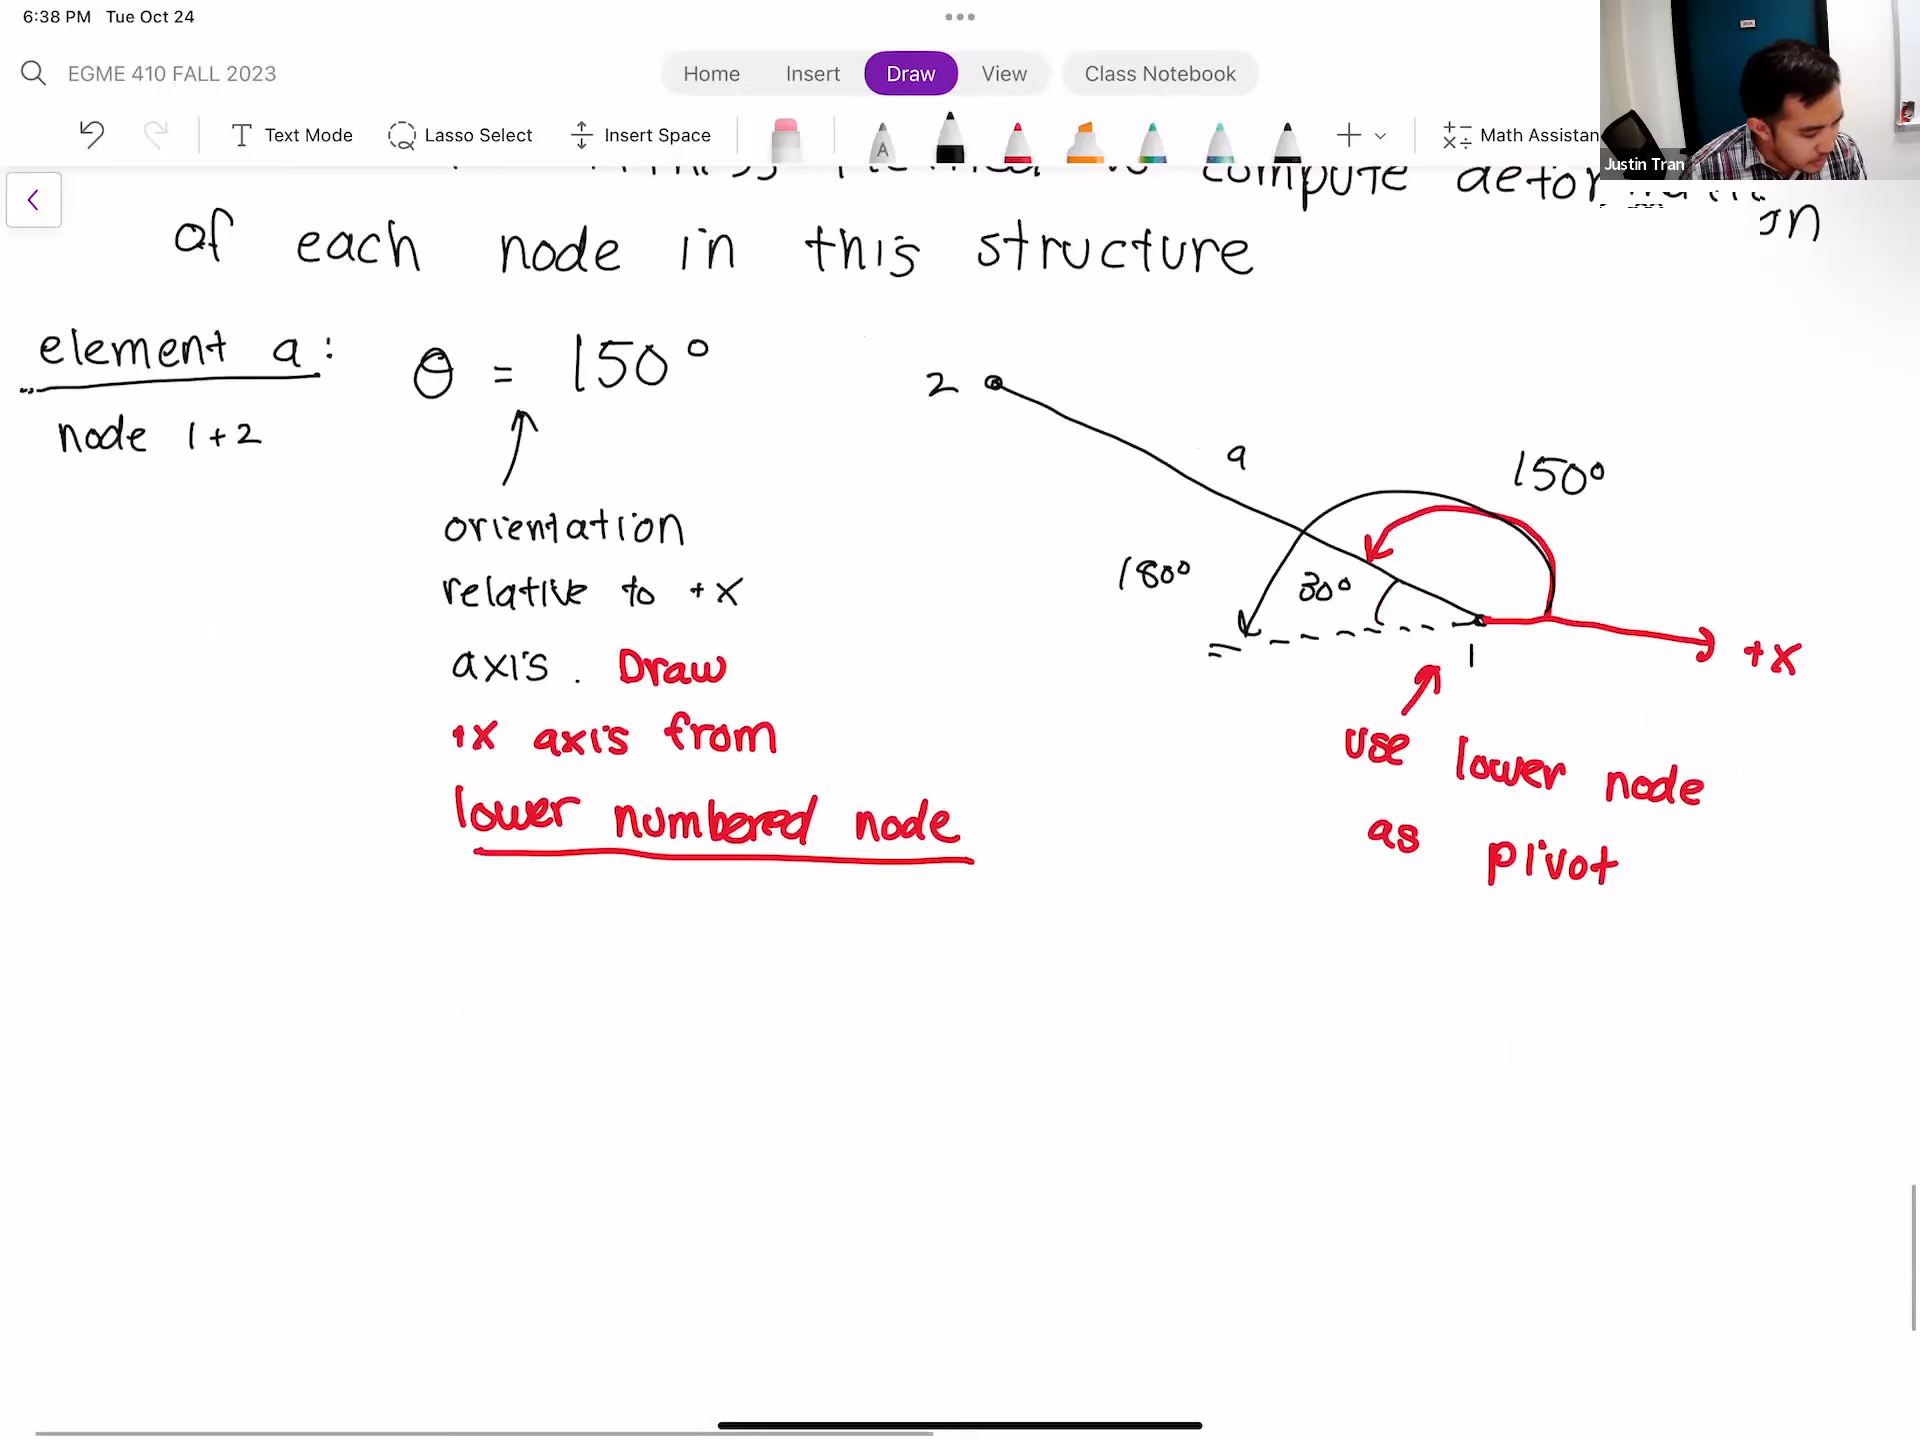 6:38 PM Tue Oct 24
EGME 410 FALL 2023
Home Insert Draw View Class Notebook
Text Mode Lasso Select Insert Space Math Assistan
Justin Tran
to compute
of each node in this structure
element a:
node 1+2
θ = 150°
orientation
relative to +x
axis. Draw
+x axis from
lower numbered node
2
a
150°
180°
30°
1
+x
use lower node
as pivot